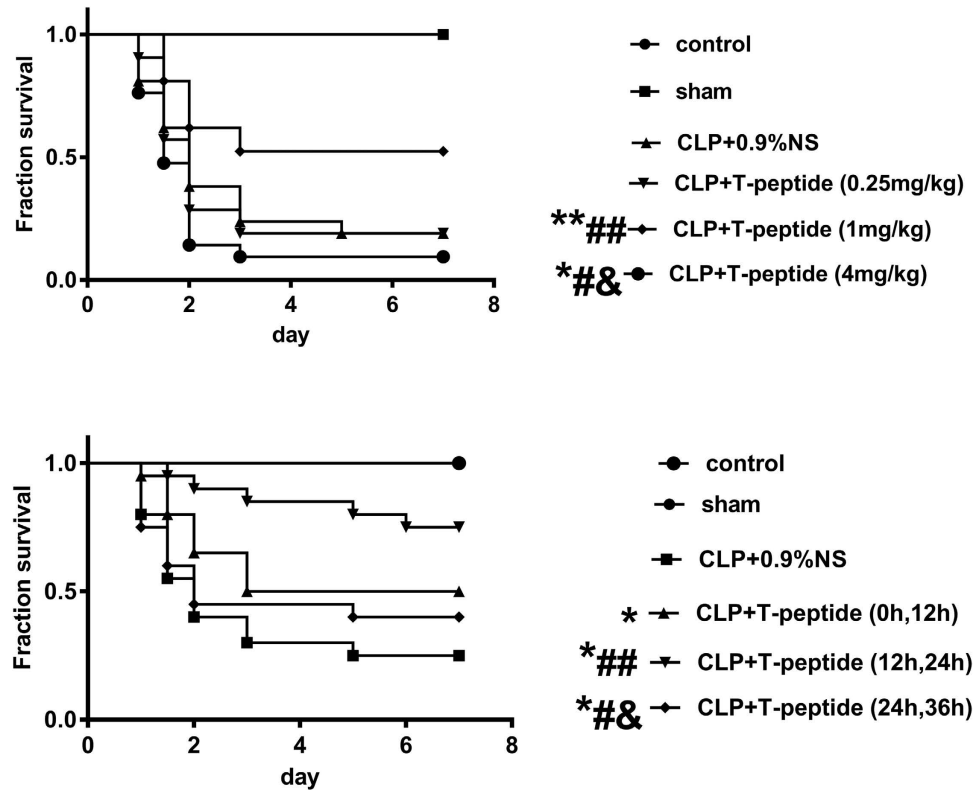 1.0
0.5
0.0
0 2 4 6 8
Fraction survival
day
control
sham
CLP+0.9%NS
CLP+T-peptide (0.25mg/kg)
**## CLP+T-peptide (1mg/kg)
*#& CLP+T-peptide (4mg/kg)
1.0
0.5
0.0
0 2 4 6 8
Fraction survival
day
control
sham
CLP+0.9%NS
* CLP+T-peptide (0h,12h)
*## CLP+T-peptide (12h,24h)
*#& CLP+T-peptide (24h,36h)